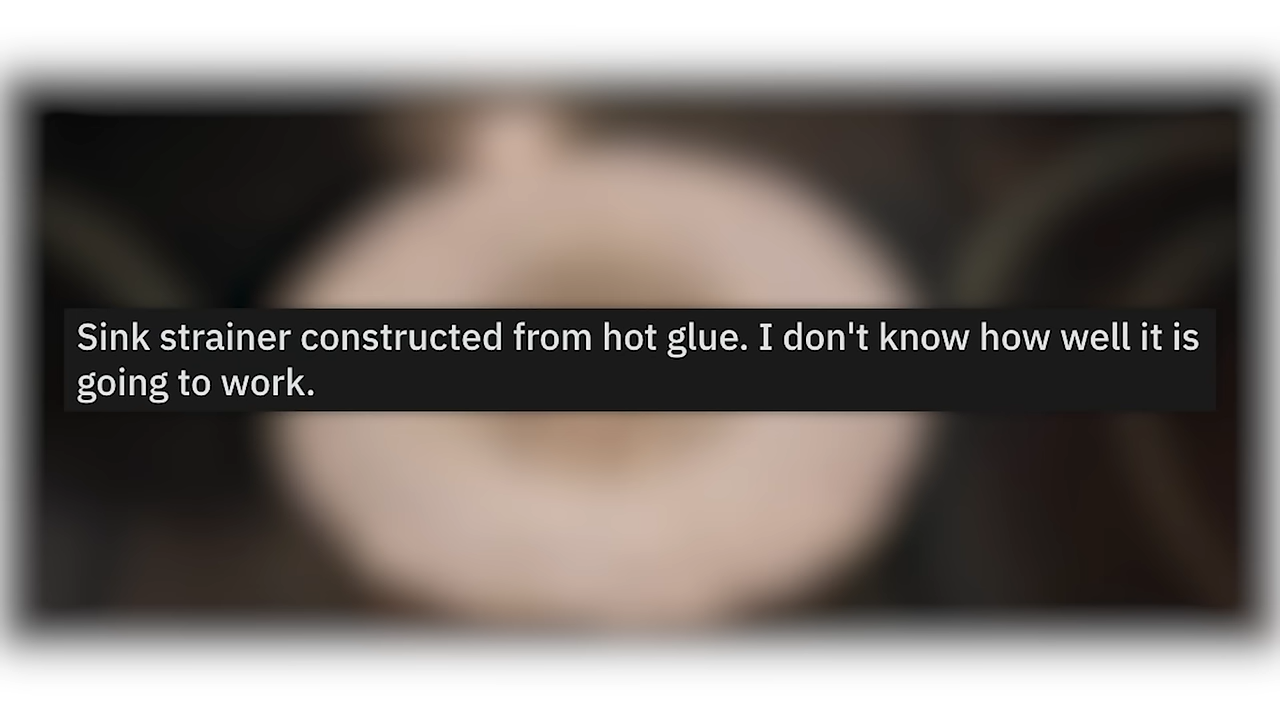 Sink strainer constructed from hot glue. I don't know how well it is
going to work.